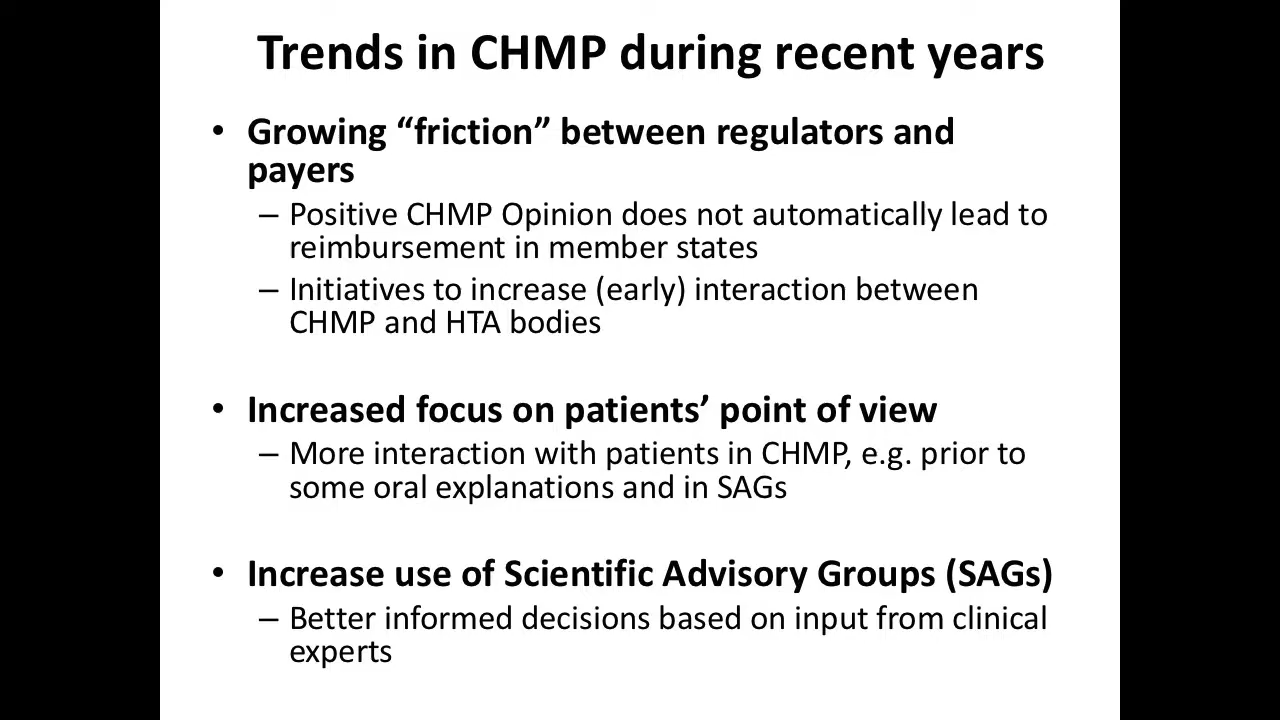 Trends in CHMP during recent years
• Growing “friction” between regulators and
payers
– Positive CHMP Opinion does not automatically lead to
reimbursement in member states
– Initiatives to increase (early) interaction between
CHMP and HTA bodies
• Increased focus on patients’ point of view
– More interaction with patients in CHMP, e.g. prior to
some oral explanations and in SAGs
• Increase use of Scientific Advisory Groups (SAGs)
– Better informed decisions based on input from clinical
experts